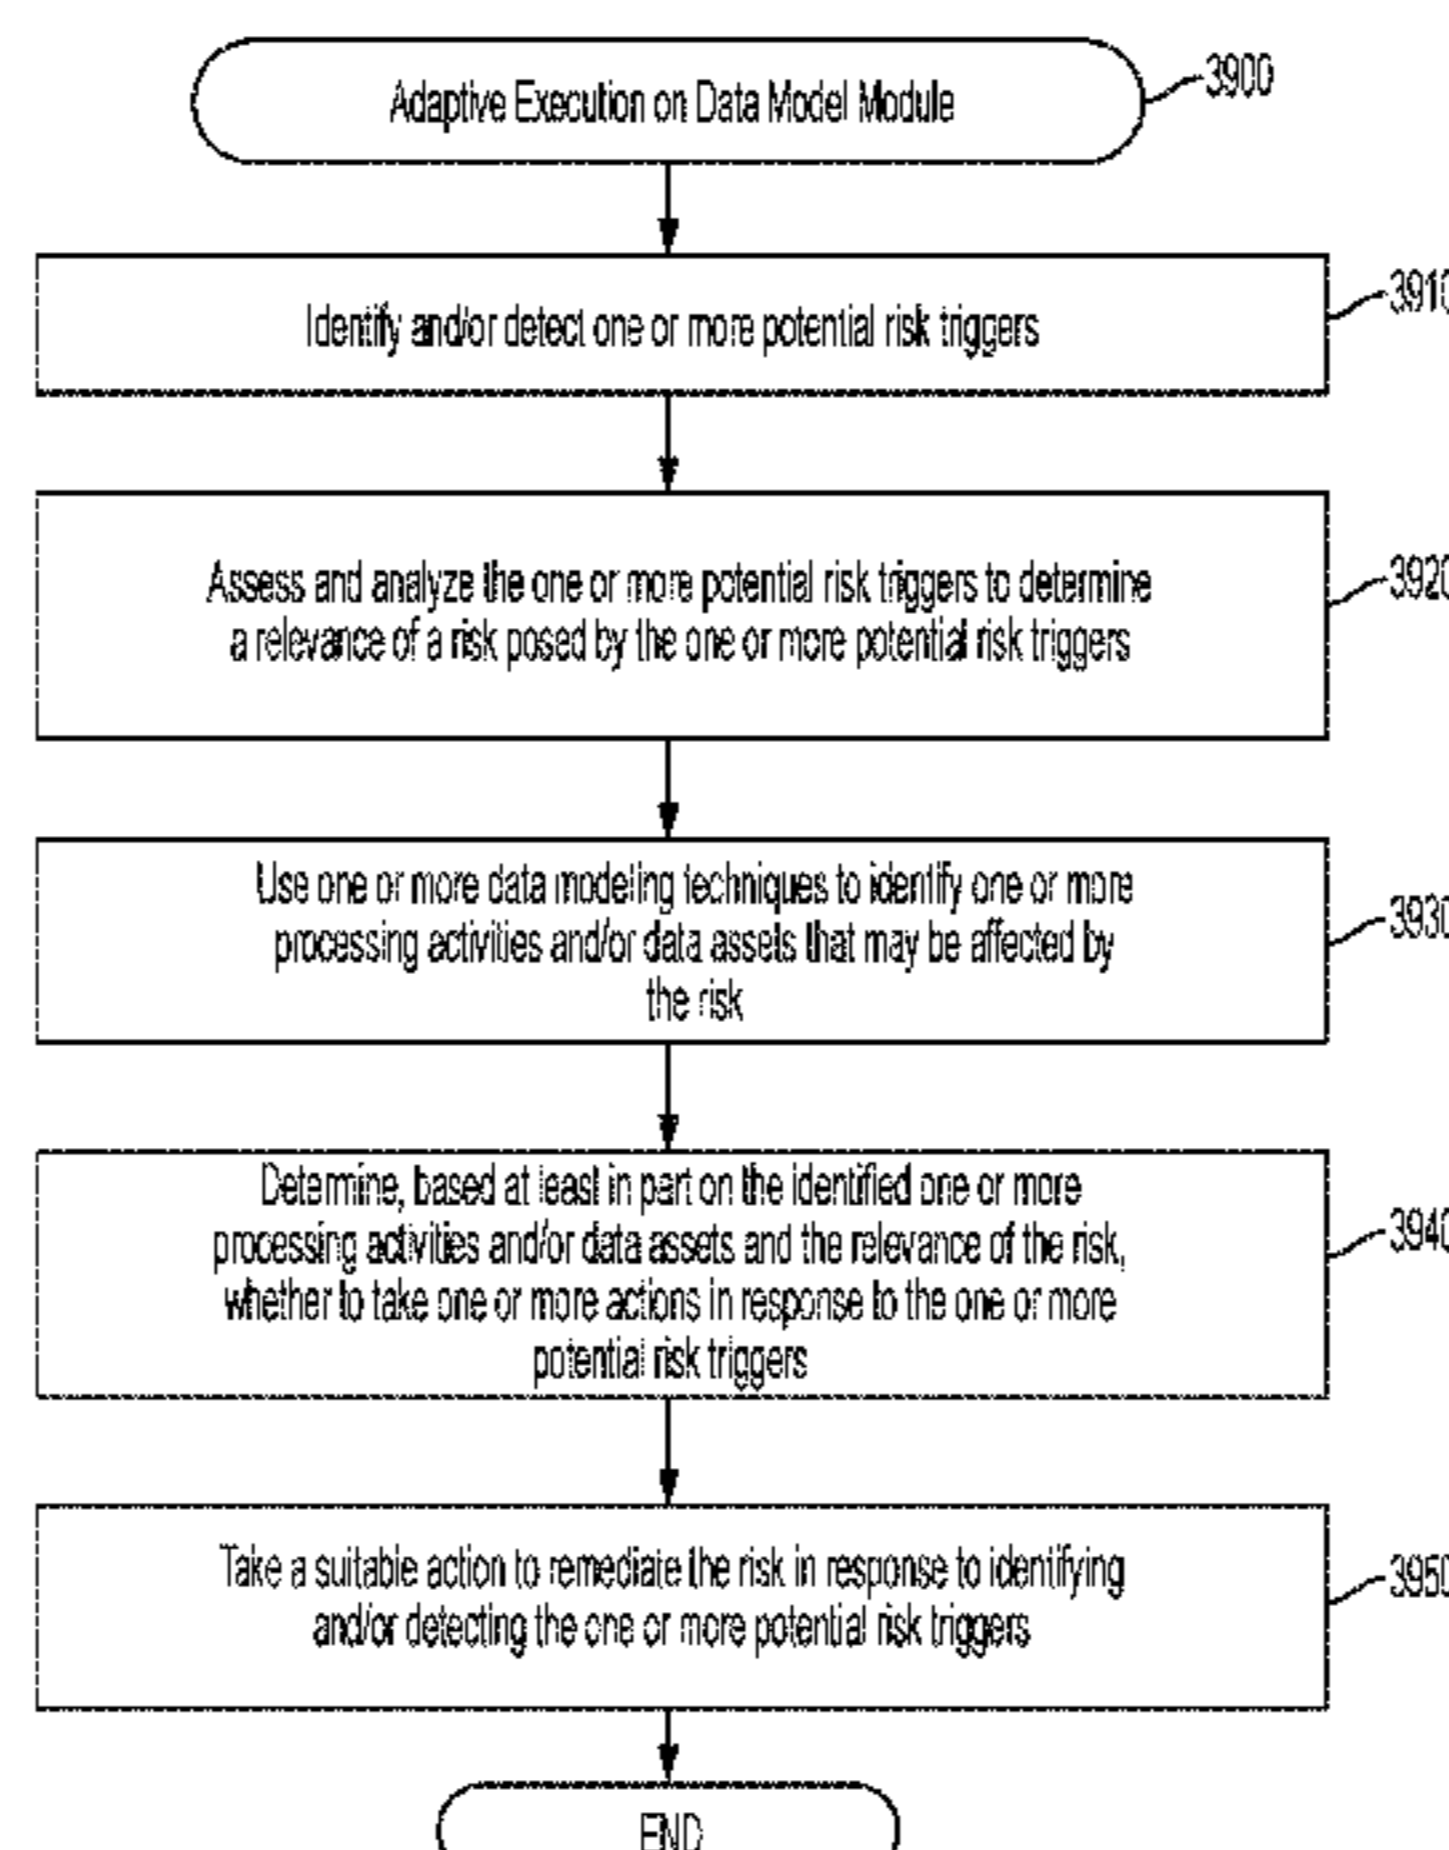 Adaptive Execution on Data Model Module
3900
Identify and/or detect one or more potential risk triggers
3910
Assess and analyze the one or more potential risk triggers to determine
a relevance of a risk posed by the one or more potential risk triggers
3920
Use one or more data modeling techniques to identify one or more
processing activities and/or data assets that may be affected by
the risk
3930
Determine, based at least in part on the identified one or more
processing activities and/or data assets and the relevance of the risk,
whether to take one or more actions in response to the one or more
potential risk triggers
3940
Take a suitable action to remediate the risk in response to identifying
and/or detecting the one or more potential risk triggers
3950
END